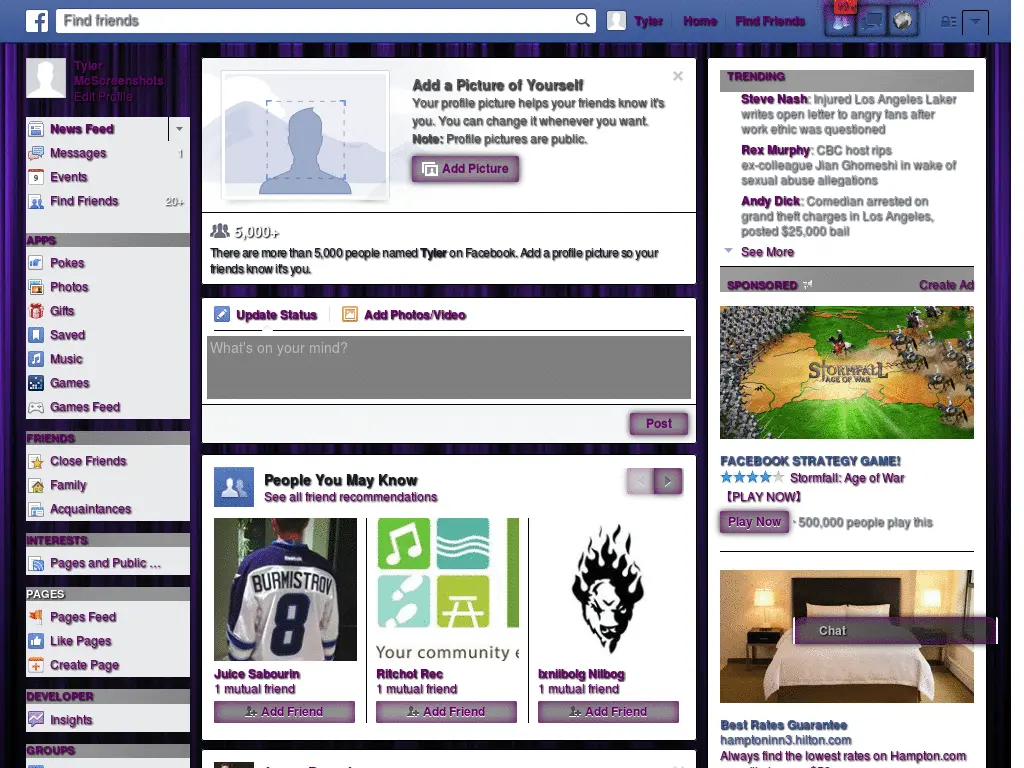 f
Find friends
Tyler
Home
Find Friends
Tyler
McScreenshots
Edit Profile
News Feed
Messages
1
Events
9
Find Friends
20+
APPS
Pokes
Photos
Gifts
Saved
Music
Games
Games Feed
FRIENDS
Close Friends
Family
Acquaintances
INTERESTS
Pages and Public ...
PAGES
Pages Feed
Like Pages
Create Page
DEVELOPER
Insights
GROUPS
Add a Picture of Yourself
Your profile picture helps your friends know it's
you. You can change it whenever you want.
Note: Profile pictures are public.
Add Picture
5,000+
There are more than 5,000 people named Tyler on Facebook. Add a profile picture so your
friends know it's you.
Update Status
Add Photos/Video
What's on your mind?
Post
People You May Know
See all friend recommendations
BURMISTROV
8
Your community
Juice Sabourin
1 mutual friend
Add Friend
Ritchot Rec
1 mutual friend
Add Friend
Ixnilbolg Nilbog
1 mutual friend
Add Friend
TRENDING
Steve Nash: Injured Los Angeles Laker
writes open letter to angry fans after
work ethic was questioned
Rex Murphy: CBC host rips
ex-colleague Jian Ghomeshi in wake of
sexual abuse allegations
Andy Dick: Comedian arrested on
grand theft charges in Los Angeles,
posted $25,000 bail
See More
SPONSORED
Create Ad
STORMFALL
AGE OF WAR
FACEBOOK STRATEGY GAME!
Stormfall: Age of War
【PLAY NOW】
Play Now · 500,000 people play this
Chat
Best Rates Guarantee
hamptoninn3.hilton.com
Always find the lowest rates on Hampton.com